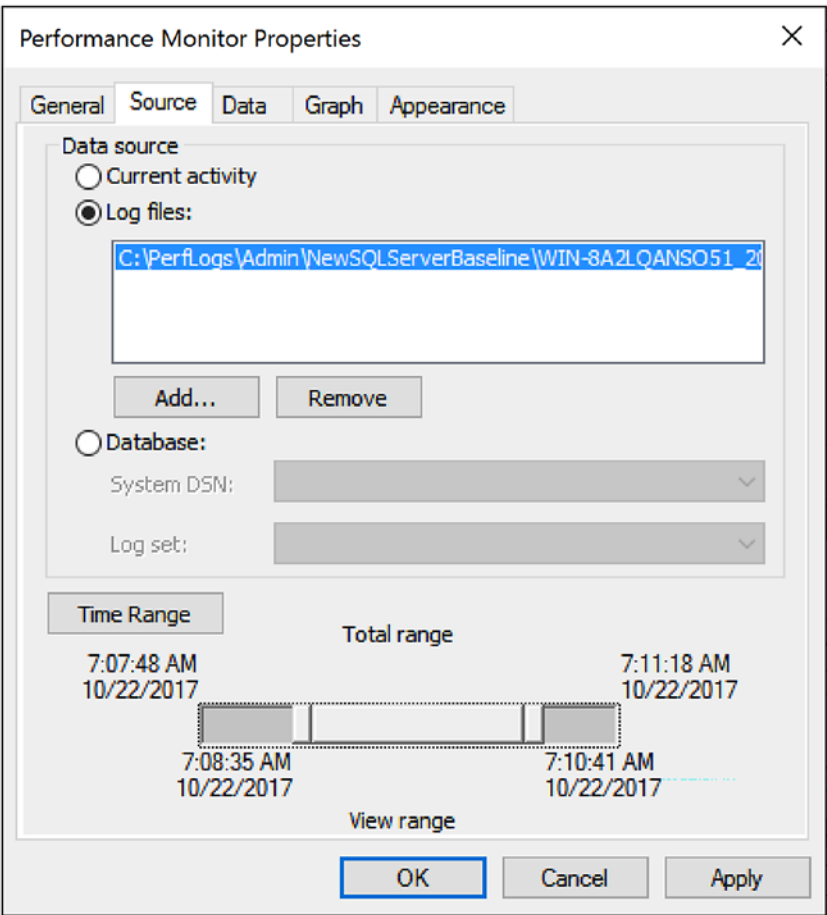 Performance Monitor Properties
General Source Data Graph Appearance
Data source
Current activity
Log files:
C:\PerfLogs\Admin\NewSQLServerBaseline\WIN-8A2LQANSO51_20
Add... Remove
Database:
System DSN:
Log set:
Time Range
Total range
7:07:48 AM 7:11:18 AM
10/22/2017 10/22/2017
7:08:35 AM 7:10:41 AM
10/22/2017 10/22/2017
View range
OK Cancel Apply